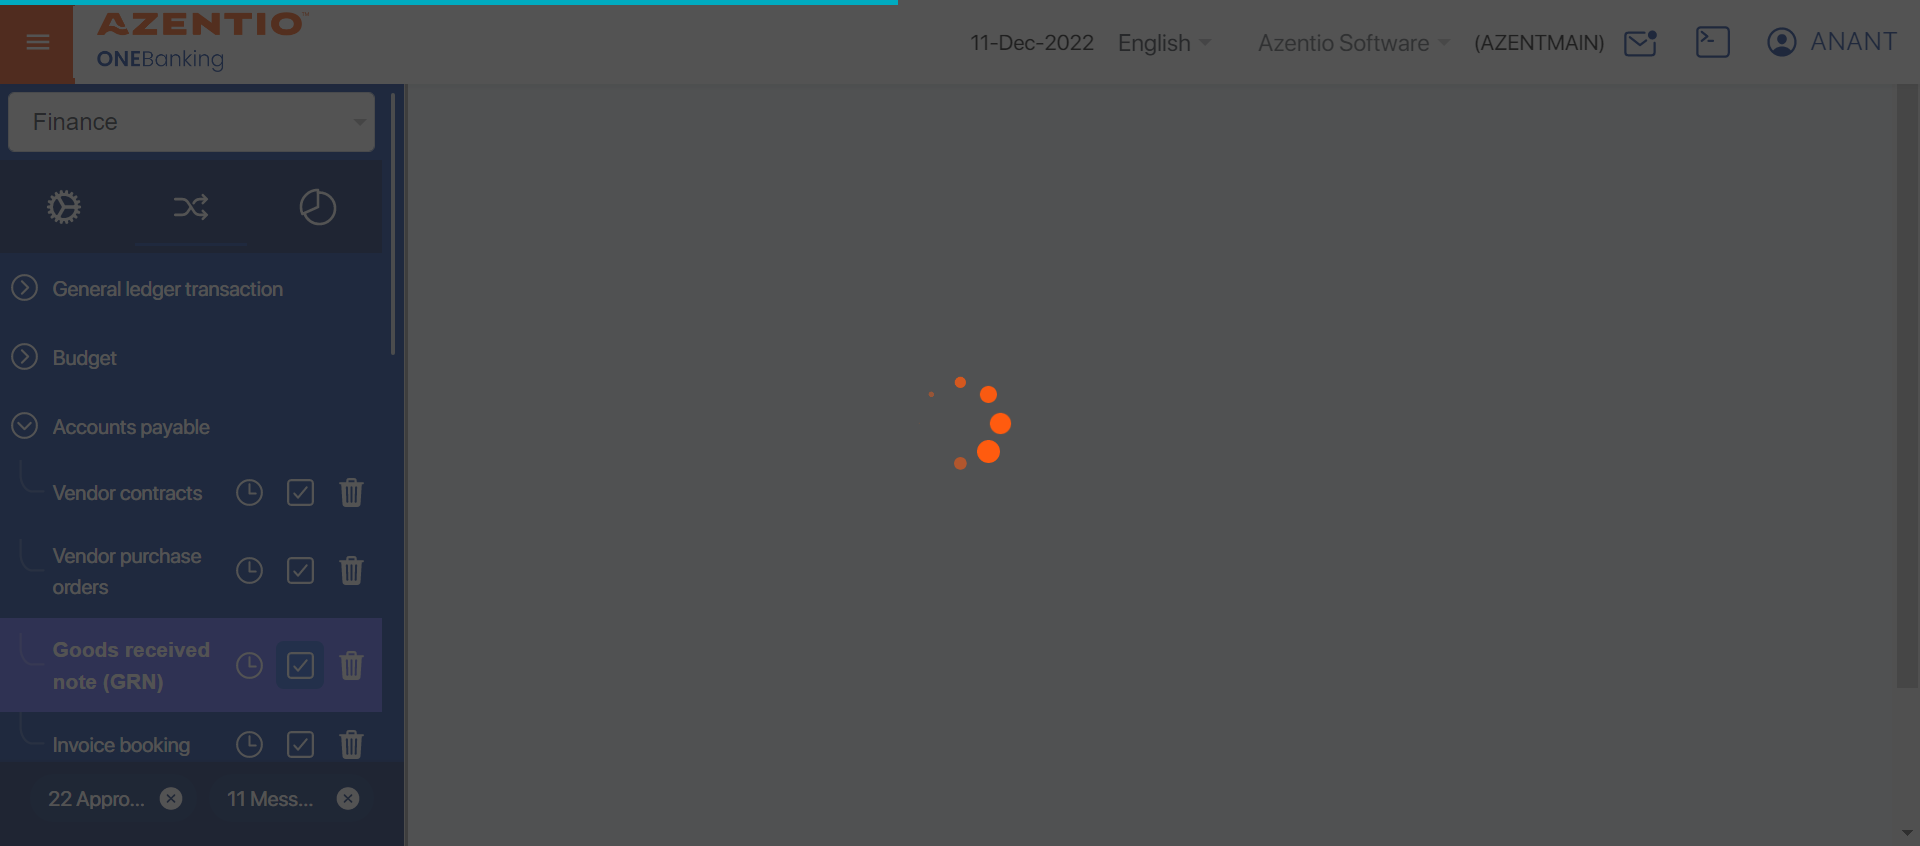 AZENTIO
ONEBanking
11-Dec-2022 English Azentio Software (AZENTMAIN) ANANT
Finance
General ledger transaction
Budget
Accounts payable
Vendor contracts
Vendor purchase
orders
Goods received
note (GRN)
Invoice booking
22 Appro... 11 Mess...